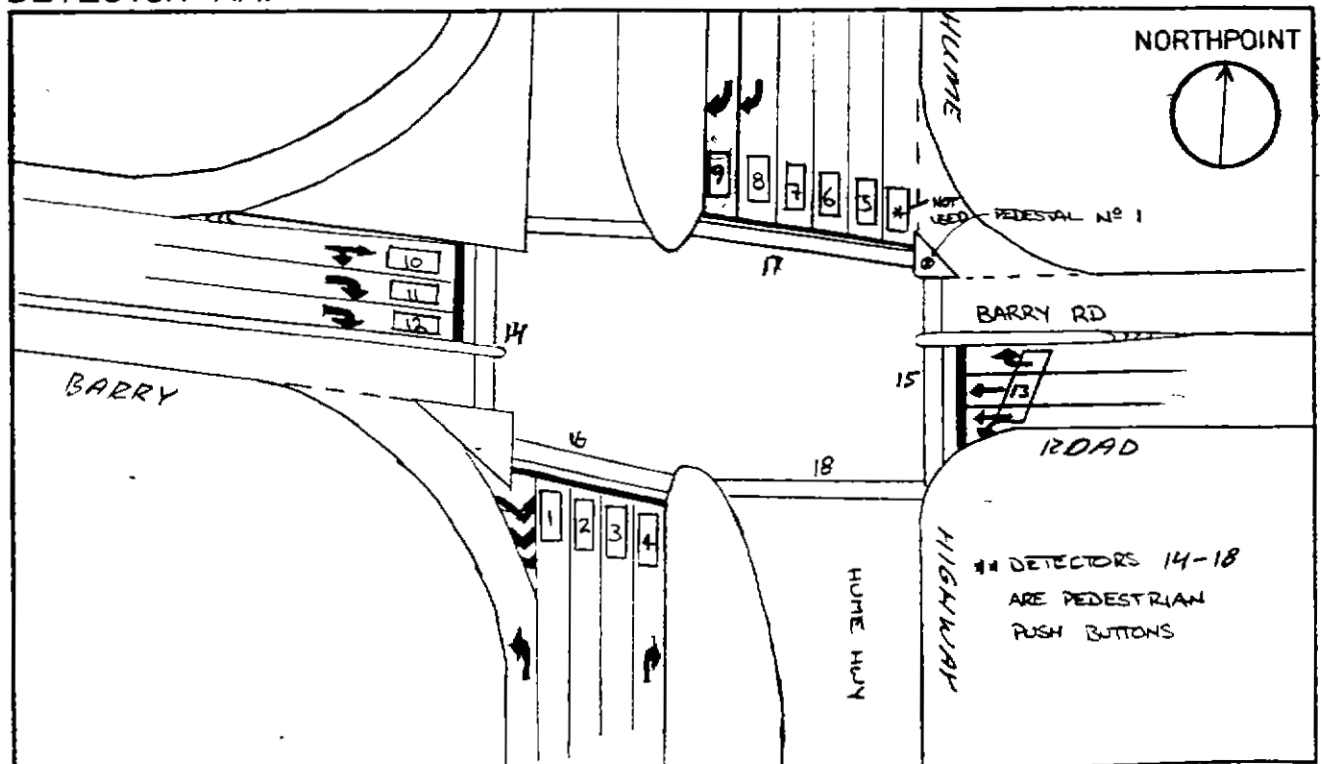 HUME
NORTHPOINT
9
8
7
6
5
*
NOT
USED
PEDESTAL Nº 1
17
10
11
12
14
BARRY RD
BARRY
15
13
ROAD
16
18
1
2
3
4
HUME HWY
HIGHWAY
** DETECTORS 14-18
ARE PEDESTRIAN
PUSH BUTTONS